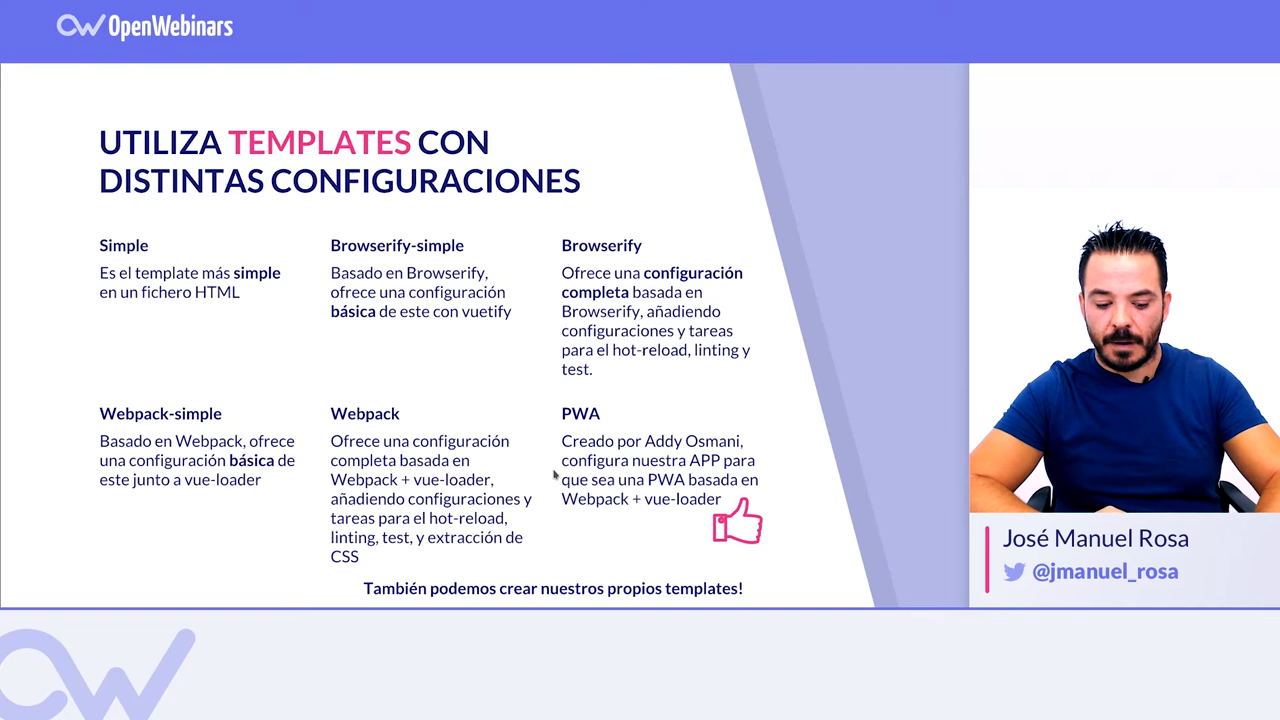 OpenWebinars
UTILIZA TEMPLATES CON
DISTINTAS CONFIGURACIONES
Simple
Es el template más simple
en un fichero HTML
Browserify-simple
Basado en Browserify,
ofrece una configuración
básica de este con vuetify
Browserify
Ofrece una configuración
completa basada en
Browserify, añadiendo
configuraciones y tareas
para el hot-reload, linting y
test.
Webpack-simple
Basado en Webpack, ofrece
una configuración básica de
este junto a vue-loader
Webpack
Ofrece una configuración
completa basada en
Webpack + vue-loader,
añadiendo configuraciones y
tareas para el hot-reload,
linting, test, y extracción de
CSS
PWA
Creado por Addy Osmani,
configura nuestra APP para
que sea una PWA basada en
Webpack + vue-loader
También podemos crear nuestros propios templates!
José Manuel Rosa
@jmanuel_rosa